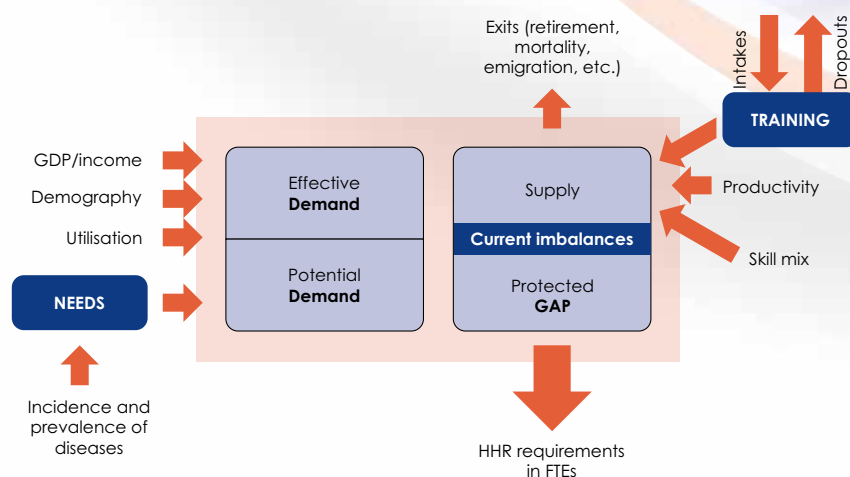 Exits (retirement,
mortality,
emigration, etc.)
Intakes
Dropouts
TRAINING
GDP/income
Demography
Utilisation
NEEDS
Incidence and
prevalence of
diseases
Effective
Demand
Potential
Demand
Supply
Current imbalances
Protected
GAP
Productivity
Skill mix
HHR requirements
in FTEs